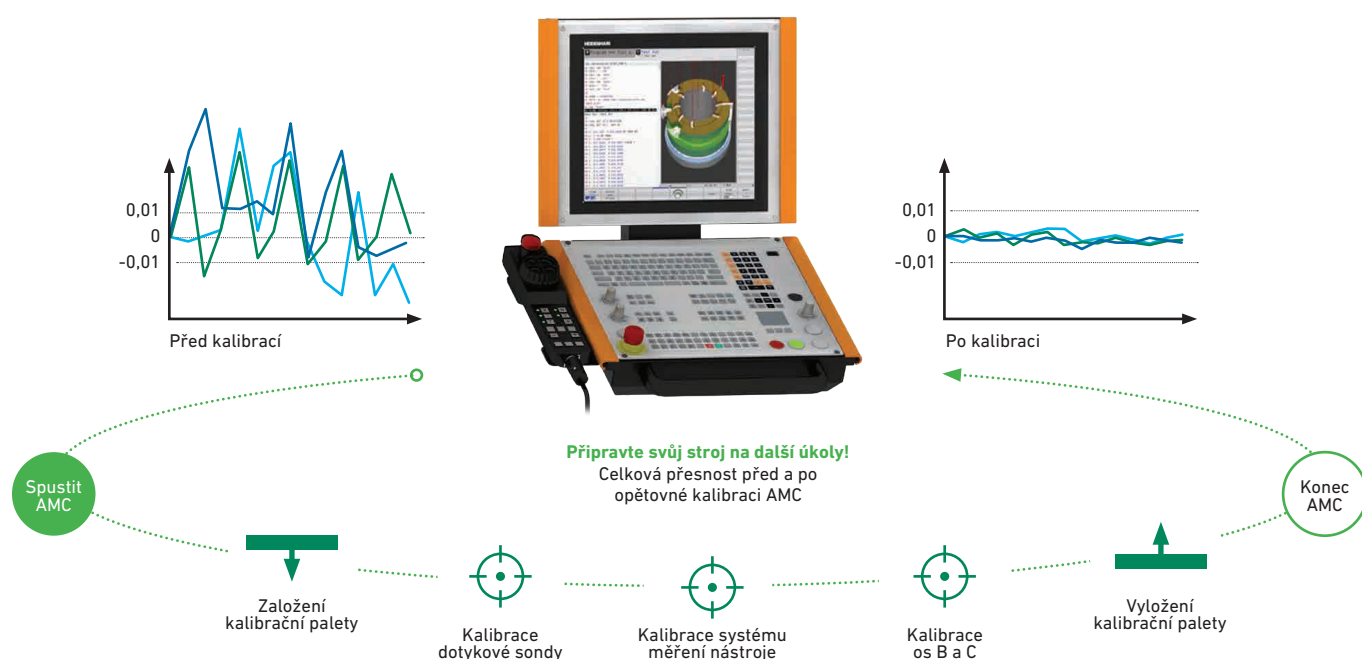 HEIDENHAIN
0,01
0
-0,01
Před kalibrací
0,01
0
-0,01
Po kalibraci
Připravte svůj stroj na další úkoly!
Celková přesnost před a po
opětovné kalibraci AMC
Spustit
AMC
Založení
kalibrační palety
Kalibrace
dotykové sondy
Kalibrace systému
měření nástroje
Kalibrace
os B a C
Vyložení
kalibrační palety
Konec
AMC